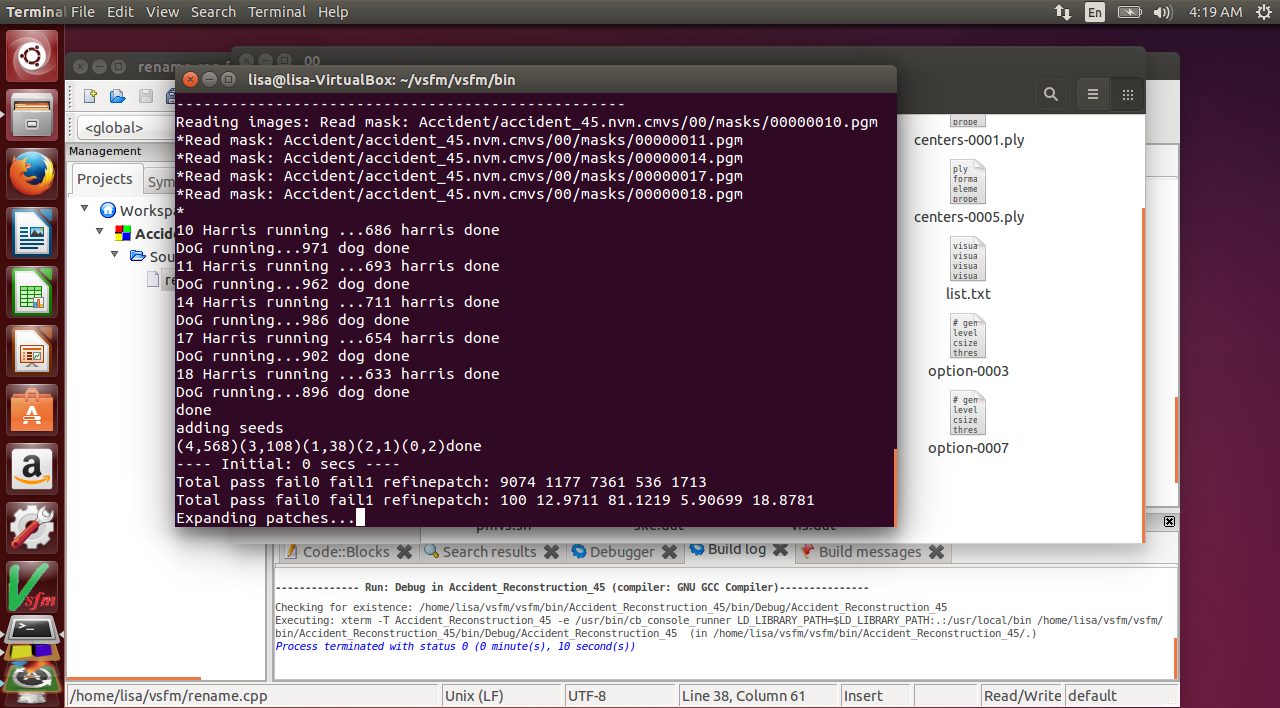 Terminal File Edit View Search Terminal Help
En
4:19 AM
00
lisa@lisa-VirtualBox: ~/vsfm/vsfm/bin
<global>
Management
Projects
Sym
Workspa
Accid
Sou
----------------------------------------------------
Reading images: Read mask: Accident/accident_45.nvm.cmvs/00/masks/00000010.pgm
*Read mask: Accident/accident_45.nvm.cmvs/00/masks/00000011.pgm
*Read mask: Accident/accident_45.nvm.cmvs/00/masks/00000014.pgm
*Read mask: Accident/accident_45.nvm.cmvs/00/masks/00000017.pgm
*Read mask: Accident/accident_45.nvm.cmvs/00/masks/00000018.pgm
*
10 Harris running ...686 harris done
DoG running...971 dog done
11 Harris running ...693 harris done
DoG running...962 dog done
14 Harris running ...711 harris done
DoG running...986 dog done
17 Harris running ...654 harris done
DoG running...902 dog done
18 Harris running ...633 harris done
DoG running...896 dog done
done
adding seeds
(4,568)(3,108)(1,38)(2,1)(0,2)done
---- Initial: 0 secs ----
Total pass fail0 fail1 refinepatch: 9074 1177 7361 536 1713
Total pass fail0 fail1 refinepatch: 100 12.9711 81.1219 5.90699 18.8781
Expanding patches...
prope
centers-0001.ply
ply
forma
eleme
prope
centers-0005.ply
visua
visua
visua
visua
list.txt
# gen
level
csize
thres
option-0003
# gen
level
csize
thres
option-0007
Code::Blocks
Search results
Debugger
Build log
Build messages
-------------- Run: Debug in Accident_Reconstruction_45 (compiler: GNU GCC Compiler)---------------
Checking for existence: /home/lisa/vsfm/vsfm/bin/Accident_Reconstruction_45/bin/Debug/Accident_Reconstruction_45
Executing: xterm -T Accident_Reconstruction_45 -e /usr/bin/cb_console_runner LD_LIBRARY_PATH=$LD_LIBRARY_PATH:.:/usr/local/bin /home/lisa/vsfm/vsfm/
bin/Accident_Reconstruction_45/bin/Debug/Accident_Reconstruction_45 (in /home/lisa/vsfm/vsfm/bin/Accident_Reconstruction_45/.)
Process terminated with status 0 (0 minute(s), 10 second(s))
/home/lisa/vsfm/rename.cpp
Unix (LF)
UTF-8
Line 38, Column 61
Insert
Read/Write
default
a
Vsfm